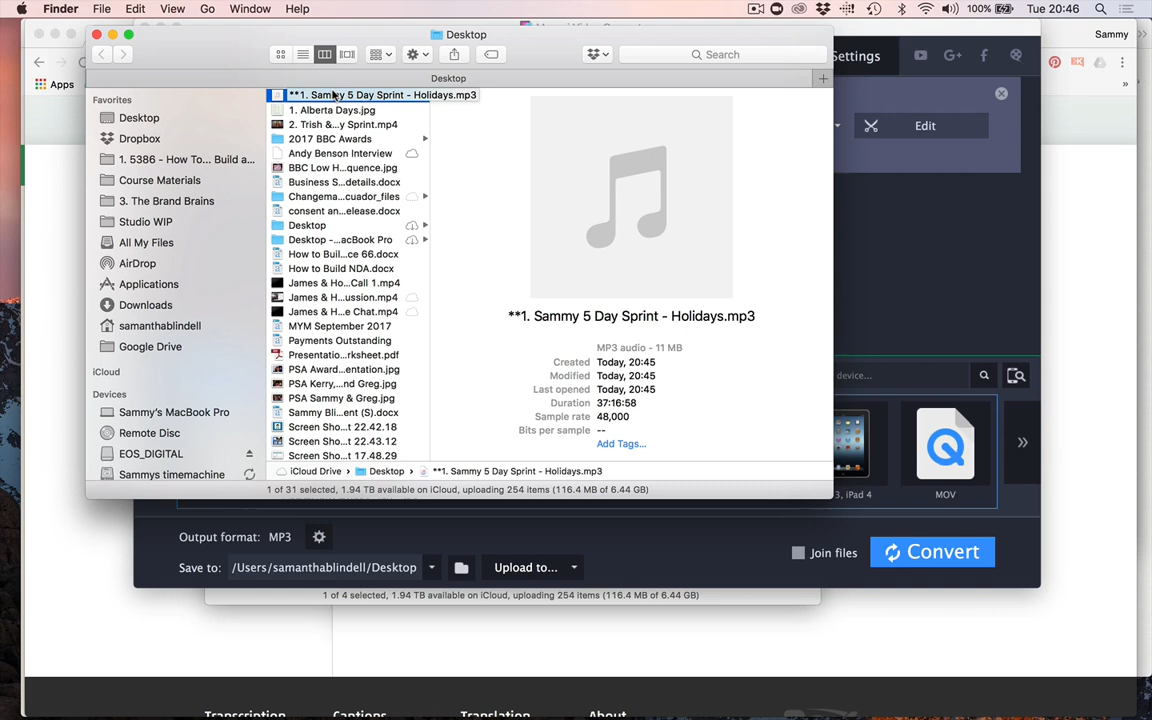 Finder File Edit View Go Window Help 100% Tue 20:46
Desktop
Sammy
Apps
Settings
Search
Desktop
Edit
Favorites
Desktop
Dropbox
1. 5386 - How To... Build a...
Course Materials
3. The Brand Brains
Studio WIP
All My Files
AirDrop
Applications
Downloads
samanthablindell
Google Drive
iCloud
Devices
Sammy's MacBook Pro
Remote Disc
EOS_DIGITAL
Sammys timemachine
**1. Sammy 5 Day Sprint - Holidays.mp3
1. Alberta Days.jpg
2. Trish &...y Sprint.mp4
2017 BBC Awards
Andy Benson Interview
BBC Low H...quence.jpg
Business S...details.docx
Changema...cuador_files
consent an...elease.docx
Desktop
Desktop -...acBook Pro
How to Buil...ce 66.docx
How to Build NDA.docx
James & Ho...Call 1.mp4
James & H...ussion.mp4
James & H...e Chat.mp4
MYM September 2017
Payments Outstanding
Presentatio...rksheet.pdf
PSA Award...entation.jpg
PSA Kerry,...nd Greg.jpg
PSA Sammy & Greg.jpg
Sammy Bli...ent (S).docx
Screen Sho...t 22.42.18
Screen Sho...t 22.43.12
Screen Sho...t 17.48.29
**1. Sammy 5 Day Sprint - Holidays.mp3
MP3 audio - 11 MB
Created Today, 20:45
Modified Today, 20:45
Last opened Today, 20:45
Duration 37:16:58
Sample rate 48,000
Bits per sample --
Add Tags...
iCloud Drive › Desktop › **1. Sammy 5 Day Sprint - Holidays.mp3
1 of 31 selected, 1.94 TB available on iCloud, uploading 254 items (116.4 MB of 6.44 GB)
device...
3, iPad 4
MOV
Output format: MP3
Save to: /Users/samanthablindell/Desktop
Upload to...
Join files
Convert
1 of 4 selected, 1.94 TB available on iCloud, uploading 254 items (116.4 MB of 6.44 GB)
Transcription Captions Translation About